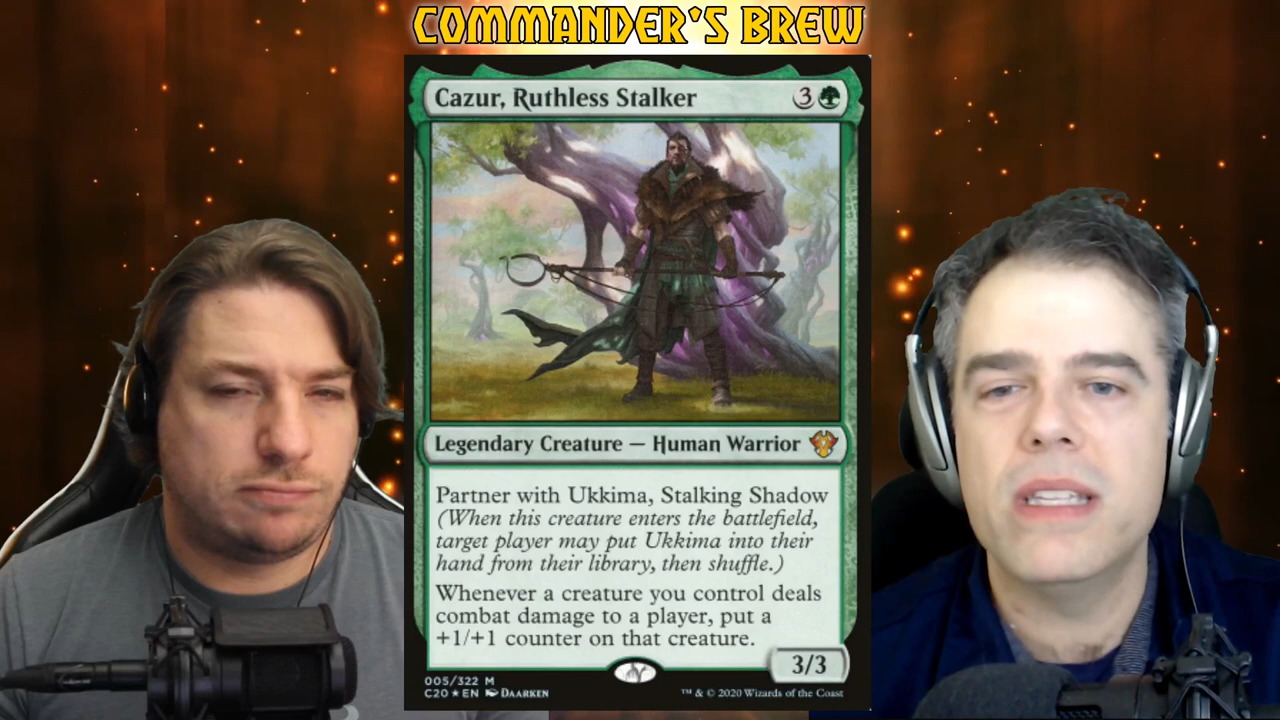 COMMANDER'S BREW
Cazur, Ruthless Stalker 3
Legendary Creature — Human Warrior
Partner with Ukkima, Stalking Shadow
(When this creature enters the battlefield,
target player may put Ukkima into their
hand from their library, then shuffle.)
Whenever a creature you control deals
combat damage to a player, put a
+1/+1 counter on that creature.
3/3
005/322 M
C20 ★ EN DAARKEN
™ & © 2020 Wizards of the Coast